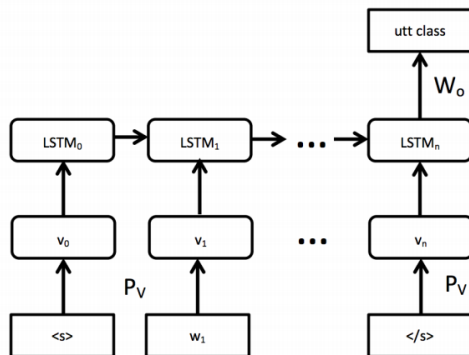 utt class
Wₒ
LSTM₀ LSTM₁ ... LSTMₙ
v₀ v₁ ... vₙ
Pᵥ Pᵥ
<s> w₁ </s>